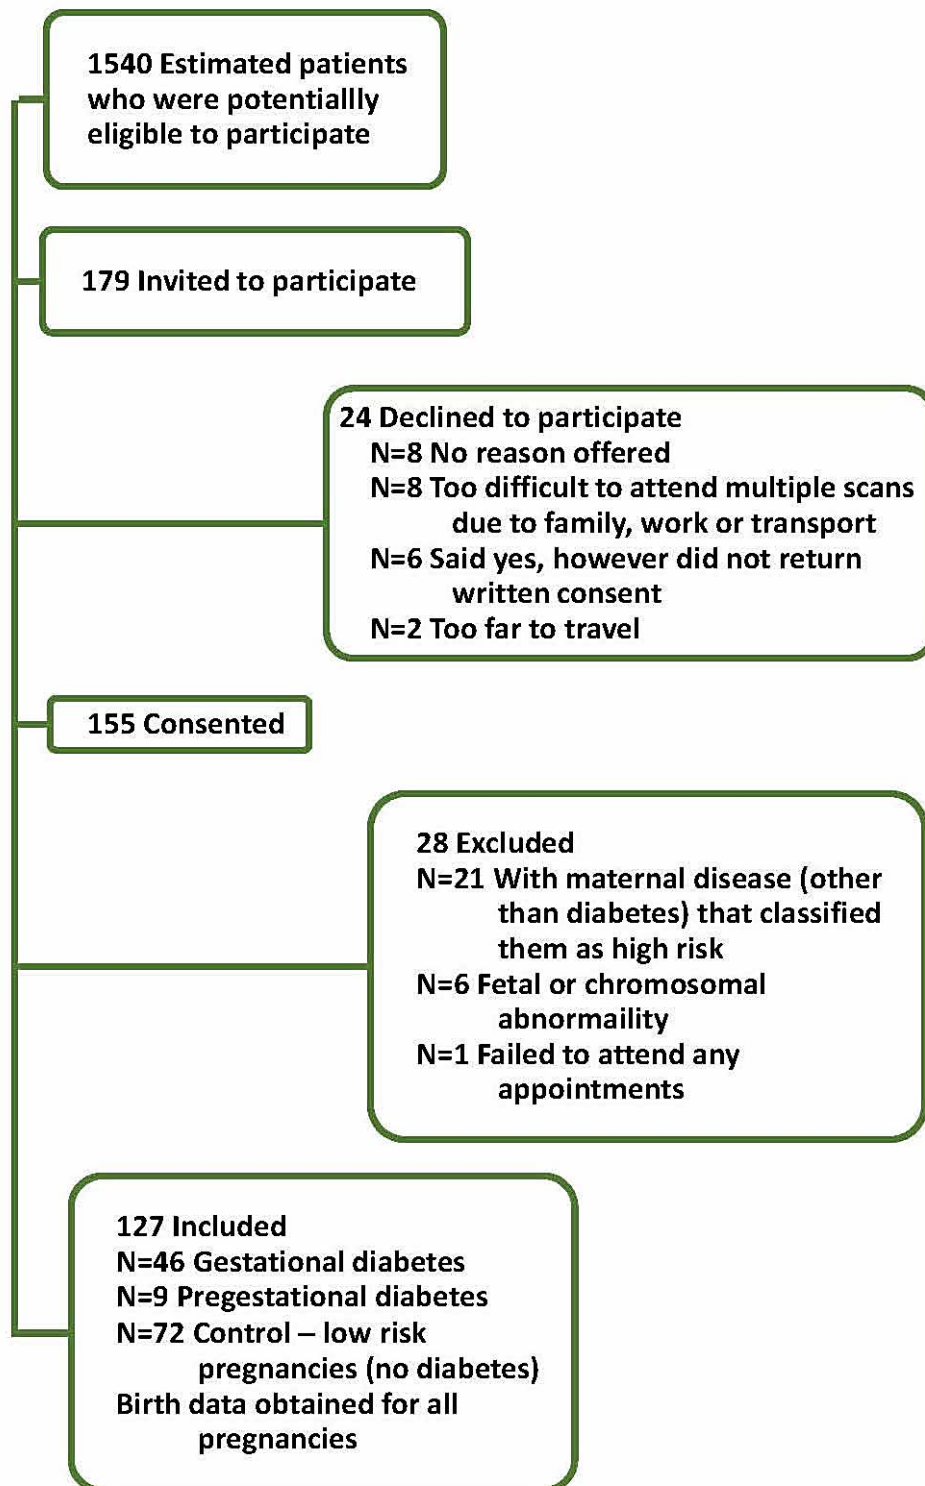 1540 Estimated patients
who were potentiallly
eligible to participate
179 Invited to participate
24 Declined to participate
N=8 No reason offered
N=8 Too difficult to attend multiple scans
due to family, work or transport
N=6 Said yes, however did not return
written consent
N=2 Too far to travel
155 Consented
28 Excluded
N=21 With maternal disease (other
than diabetes) that classified
them as high risk
N=6 Fetal or chromosomal
abnormaility
N=1 Failed to attend any
appointments
127 Included
N=46 Gestational diabetes
N=9 Pregestational diabetes
N=72 Control – low risk
pregnancies (no diabetes)
Birth data obtained for all
pregnancies